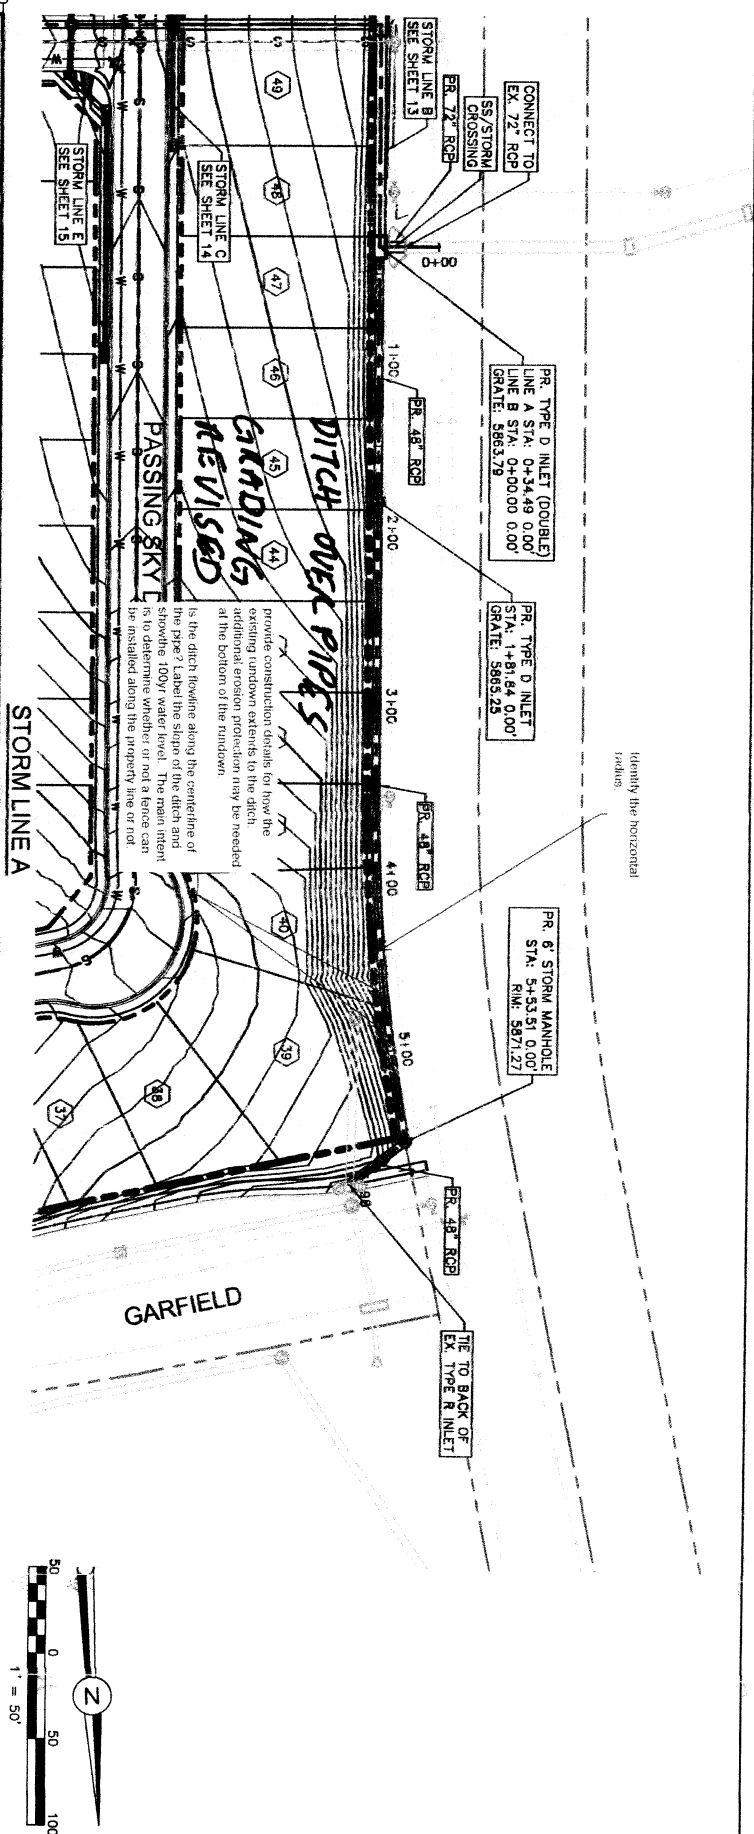 CONNECT TO
EX. 72" RCP
SS/STORM
CROSSING
PR. 72" RCP
STORM LINE B
SEE SHEET 13
STORM LINE C
SEE SHEET 14
STORM LINE E
SEE SHEET 15
49
48
47
46
45
44
40
39
38
37
0+00
1+00
2+00
3+00
4+00
5+00
PR. TYPE D INLET (DOUBLE)
LINE A STA: 0+34.49 0.00'
LINE B STA: 0+00.00 0.00'
GRATE: 5863.79
PR. 48" RCP
PR. TYPE D INLET
STA: 1+81.84 0.00'
GRATE: 5865.25
DITCH OVER PIPES
GRADING
REVISED
PASSING SKY
provide construction details for how the
existing rundown extends to the ditch.
additional erosion protection may be needed
at the bottom of the rundown
Is the ditch flowline along the centerline of
the pipe? Label the slope of the ditch and
showthe 100yr water level. The main intent
is to determine whether or not a fence can
be installed along the property line or not.
Identify the horizontal
radius.
PR. 48" RCP
PR. 6' STORM MANHOLE
STA: 5+53.51 0.00'
RIM: 5871.27
PR. 48" RCP
TIE TO BACK OF
EX. TYPE R INLET
GARFIELD
STORM LINE A
N
50
0
50
100
1" = 50'